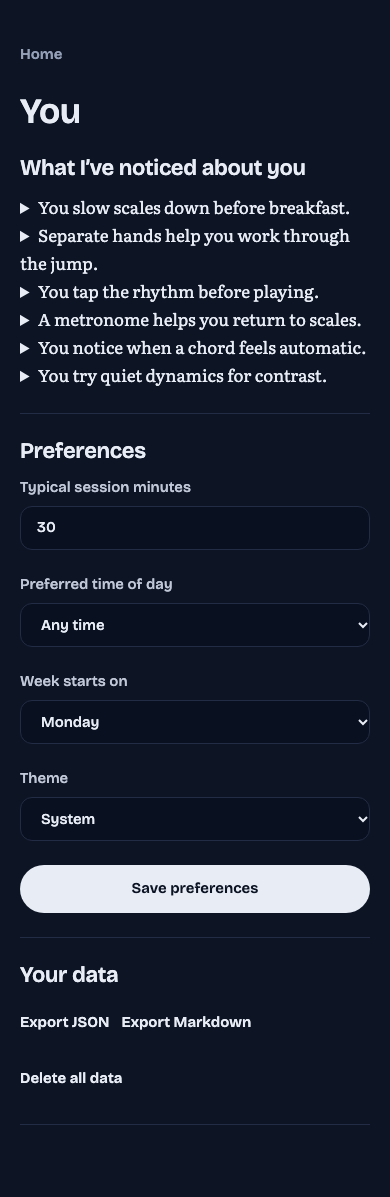 Home
You
What I've noticed about you
You slow scales down before breakfast.
Separate hands help you work through
the jump.
You tap the rhythm before playing.
A metronome helps you return to scales.
You notice when a chord feels automatic.
You try quiet dynamics for contrast.
Preferences
Typical session minutes
30
Preferred time of day
Any time
Week starts on
Monday
Theme
System
Save preferences
Your data
Export JSON Export Markdown
Delete all data